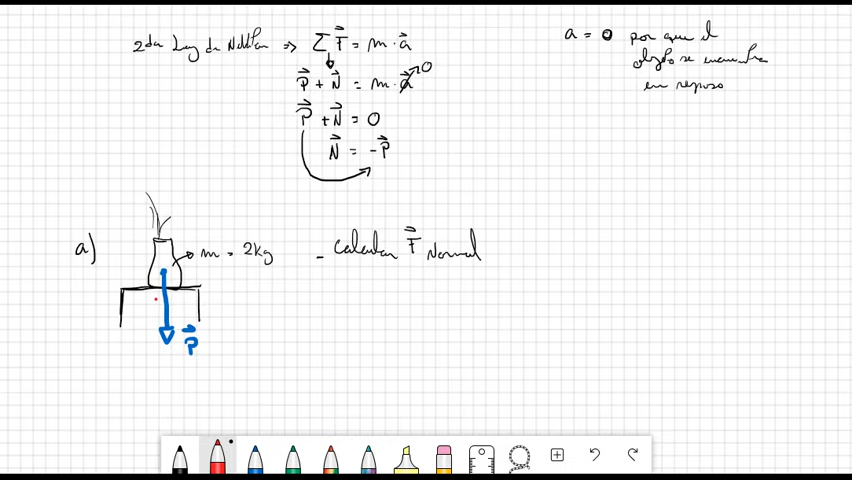 2da Ley de Newton => ΣF⃗ = m · a⃗
P⃗ + N⃗ = m · a⃗ 0
P⃗ + N⃗ = 0
N⃗ = -P⃗
a = 0 por que el
objeto se encuentra
en reposo
a) m = 2kg - Calcular F⃗ Normal
P⃗